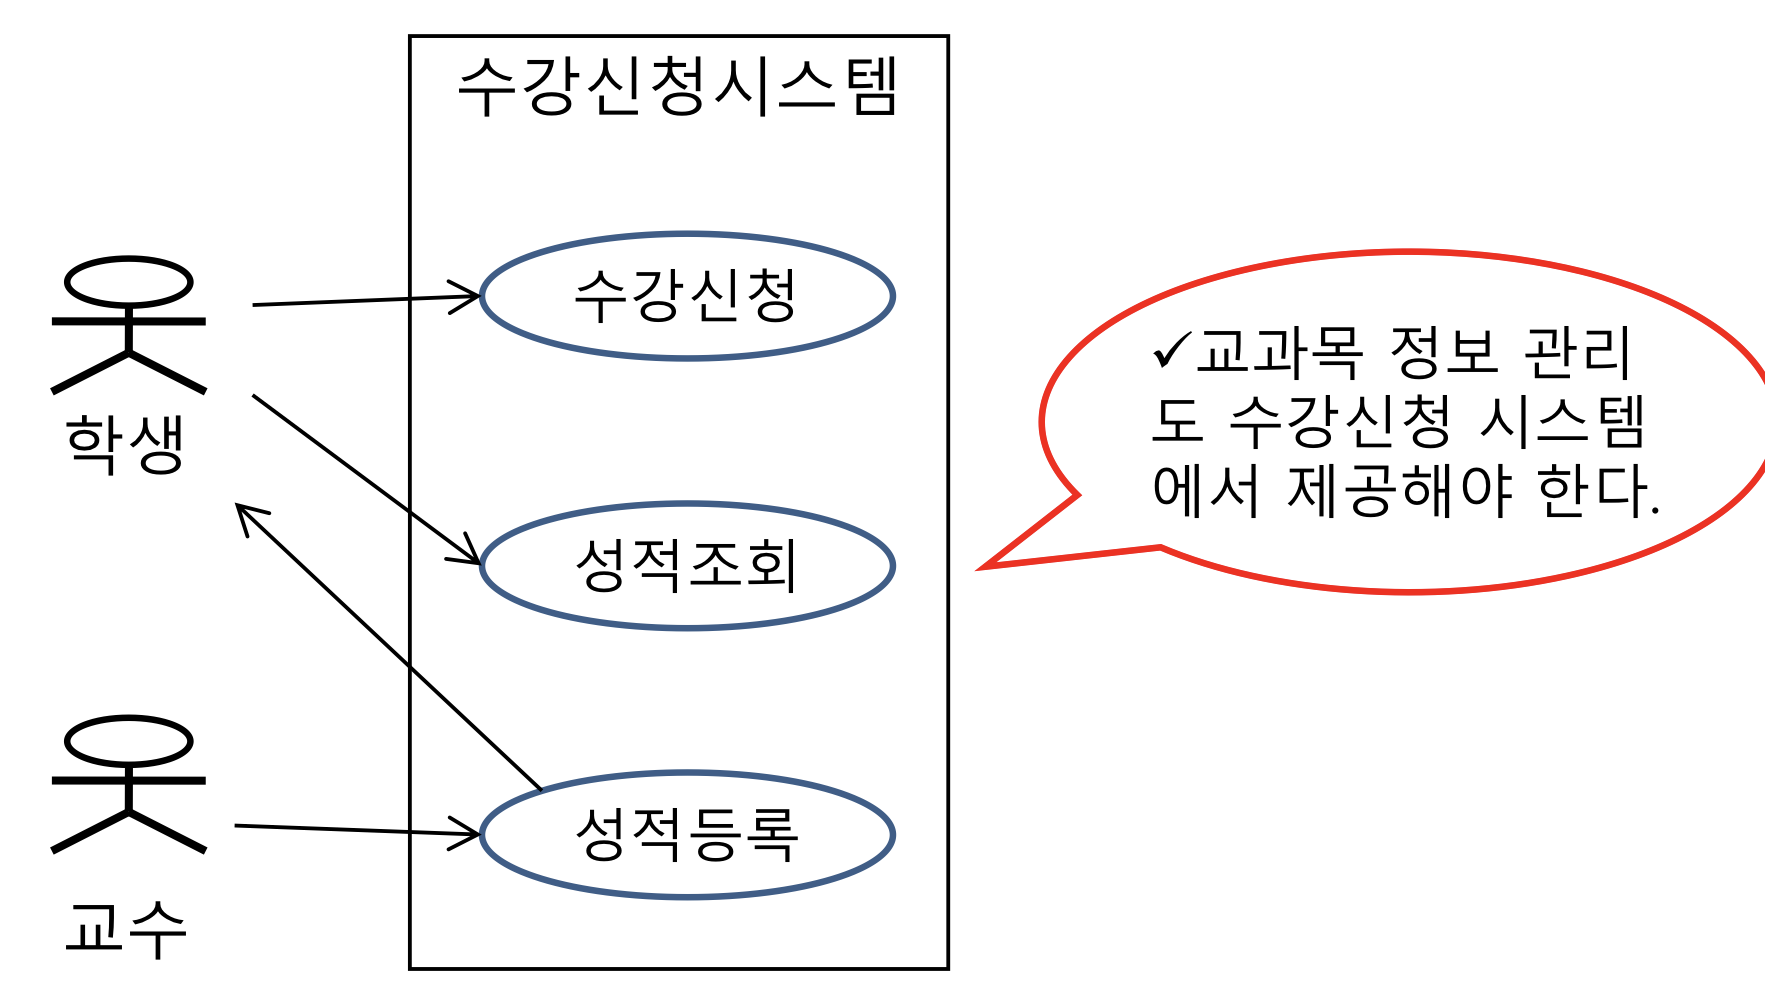 수강신청시스템
수강신청
학생
성적조회
성적등록
교수
✓교과목 정보 관리
도 수강신청 시스템
에서 제공해야 한다.